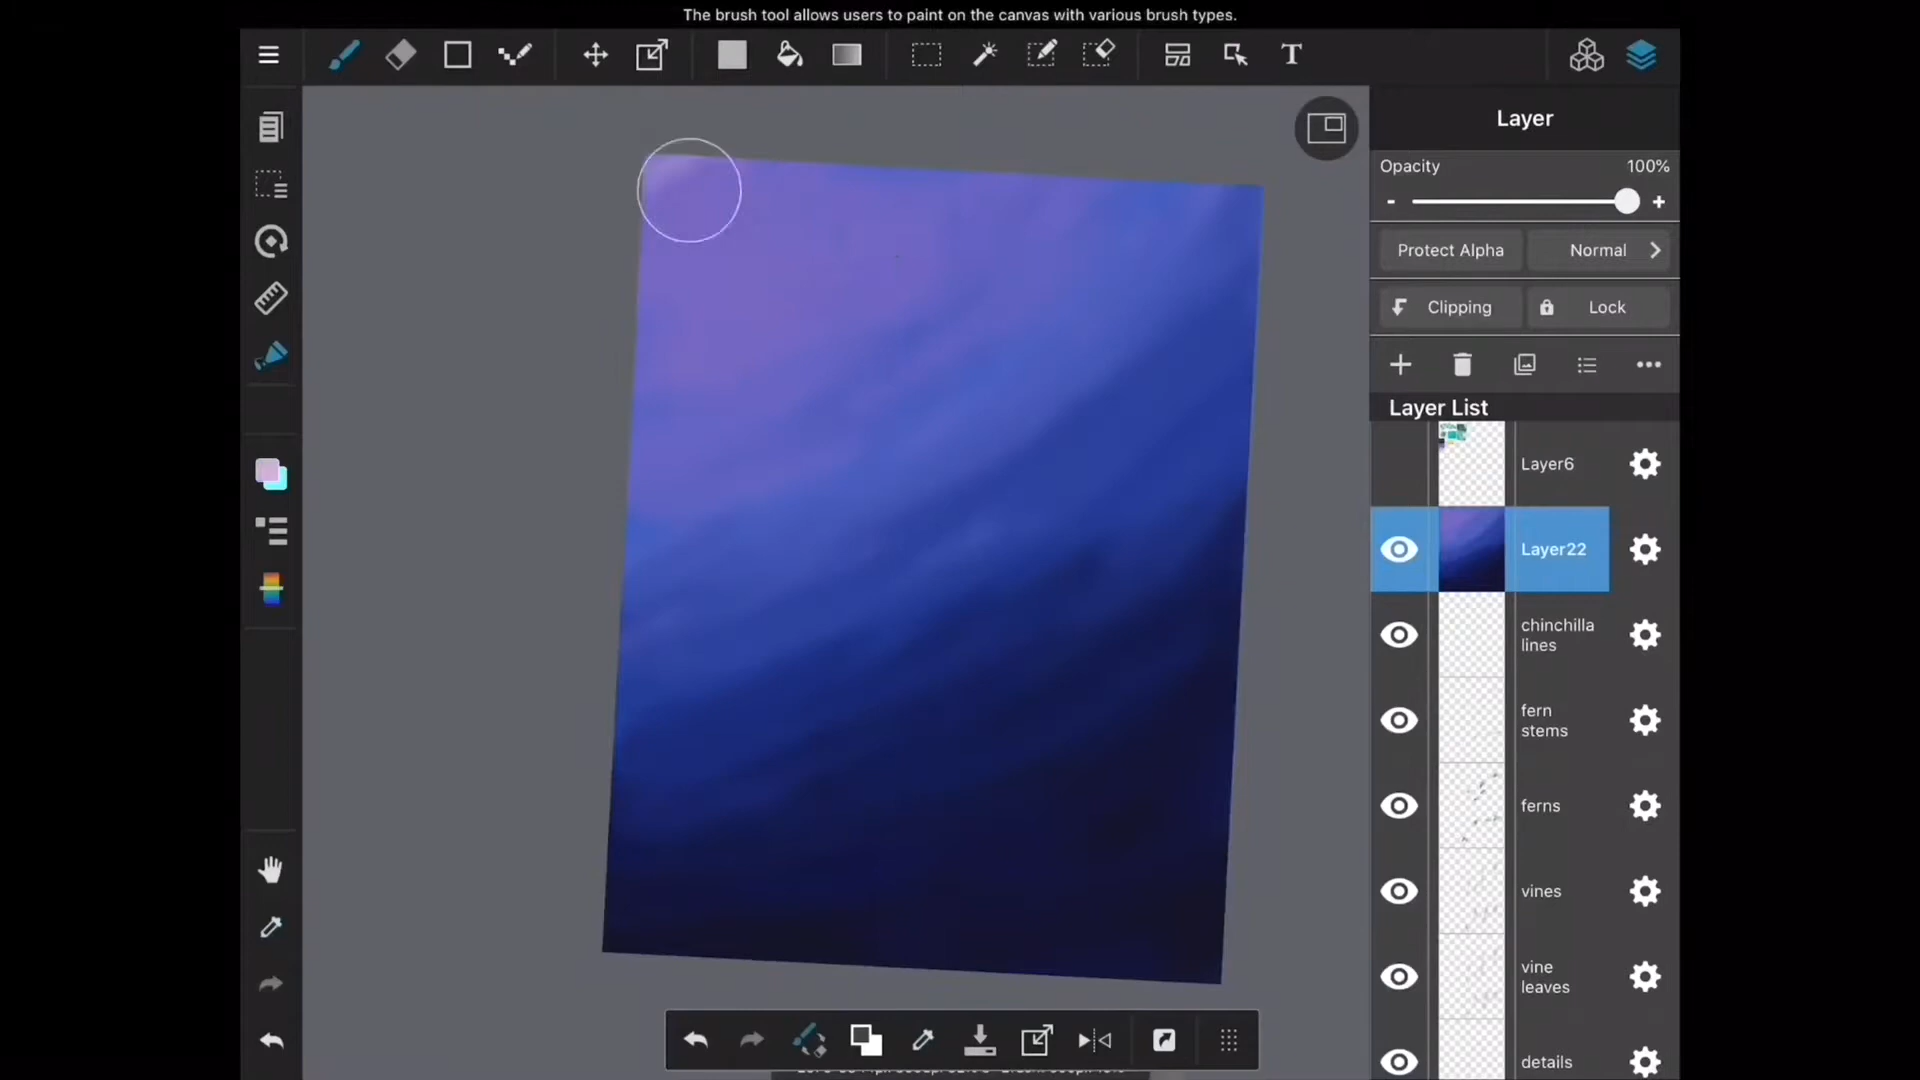 The brush tool allows users to paint on the canvas with various brush types.
T
Layer
Opacity 100%
- +
Protect Alpha Normal
Clipping Lock
Layer List
Layer6
Layer22
chinchilla
lines
fern
stems
ferns
vines
vine
leaves
details